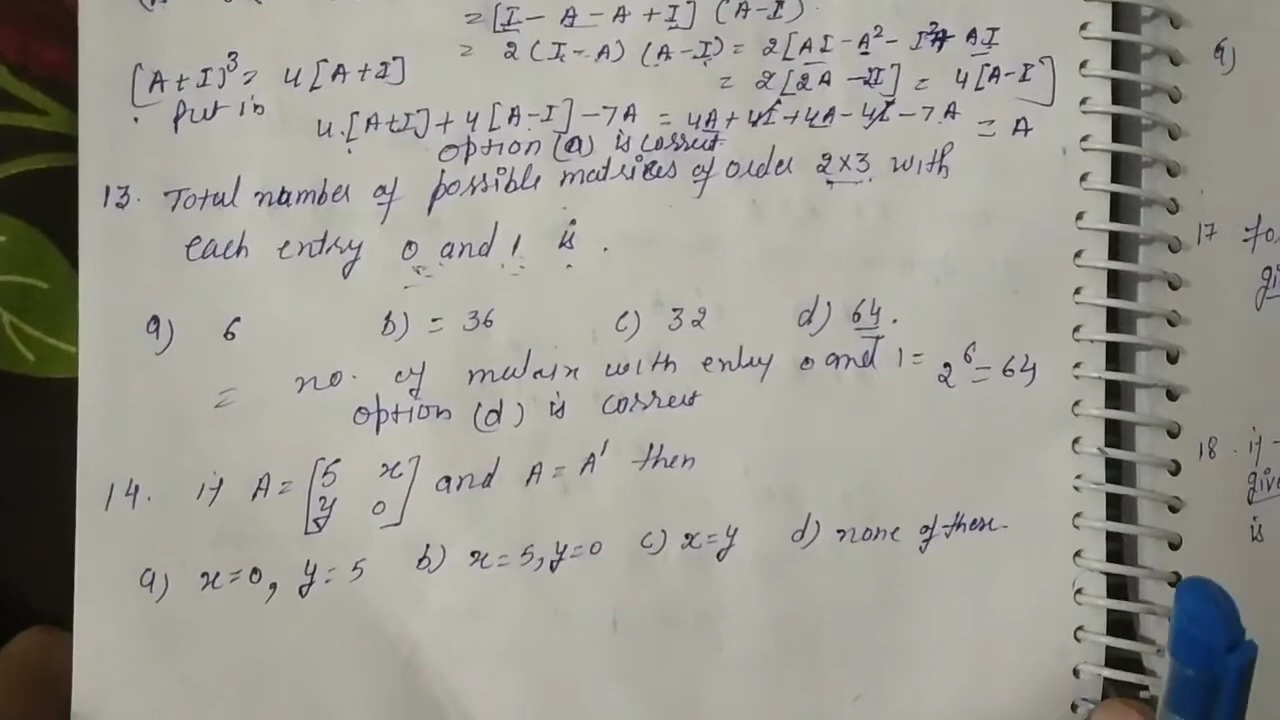 = [I - A - A + I] (A-I).
= 2(I-A) (A-I) = 2[AI - A² - I² + AI
[A+I]³ = 4[A+I]
= 2[2A - 2I] = 4[A-I]
Put in
4.[A+I] + 4[A-I] - 7A = 4A + 4I + 4A - 4I - 7A = A
option (a) is correct
13. Total number of possible matrices of order 2×3 with
each entry 0 and 1 is.
a) 6 b) = 36 c) 32 d) 64.
= no. of matrix with entry 0 and 1 = 2⁶ = 64
option (d) is correct
14. if A = [5 x
y 0] and A = A' then
a) x=0, y=5 b) x=5, y=0 c) x=y d) none of these.
9)
17
18. if
is